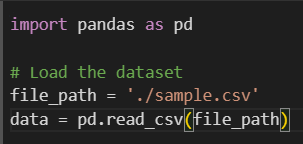 import pandas as pd
# Load the dataset
file_path = './sample.csv'
data = pd.read_csv(file_path)